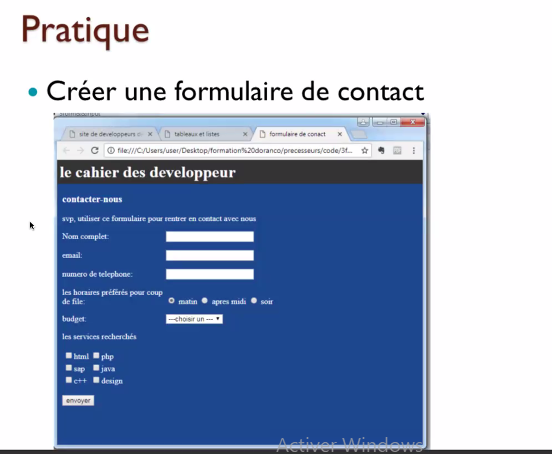 Pratique
Créer une formulaire de contact
site de developpeurs
tableaux et listes
formulaire de conact
file:///C:/Users/user/Desktop/formation%20doranco/precesseurs/code/3f...
le cahier des developpeur
contacter-nous
svp, utiliser ce formulaire pour rentrer en contact avec nous
Nom complet:
email:
numero de telephone:
les horaires préférés pour coup
de file:
matin apres midi soir
budget:
---choisir un ---
les services recherchés
html php
sap java
c++ design
envoyer
Activer Windows